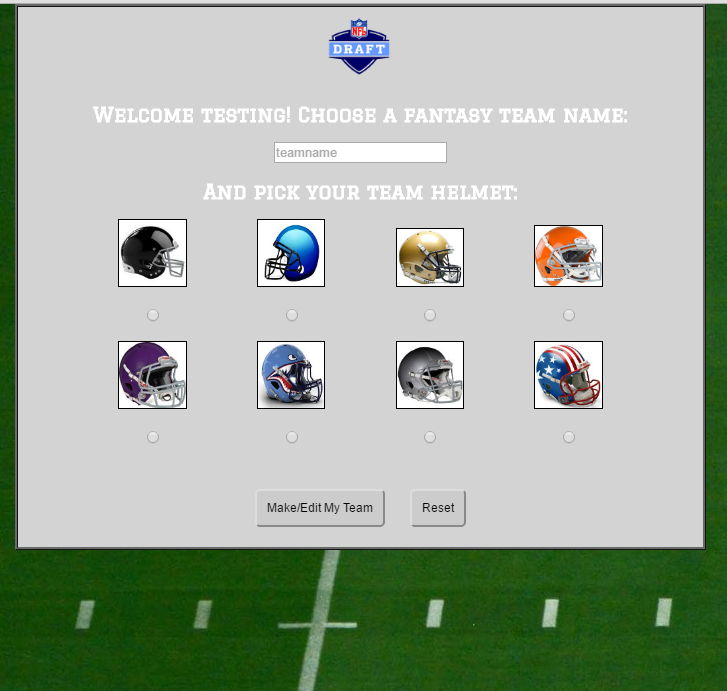 NFL
DRAFT
Welcome testing! Choose a fantasy team name:
teamname
And pick your team helmet:
Make/Edit My Team
Reset